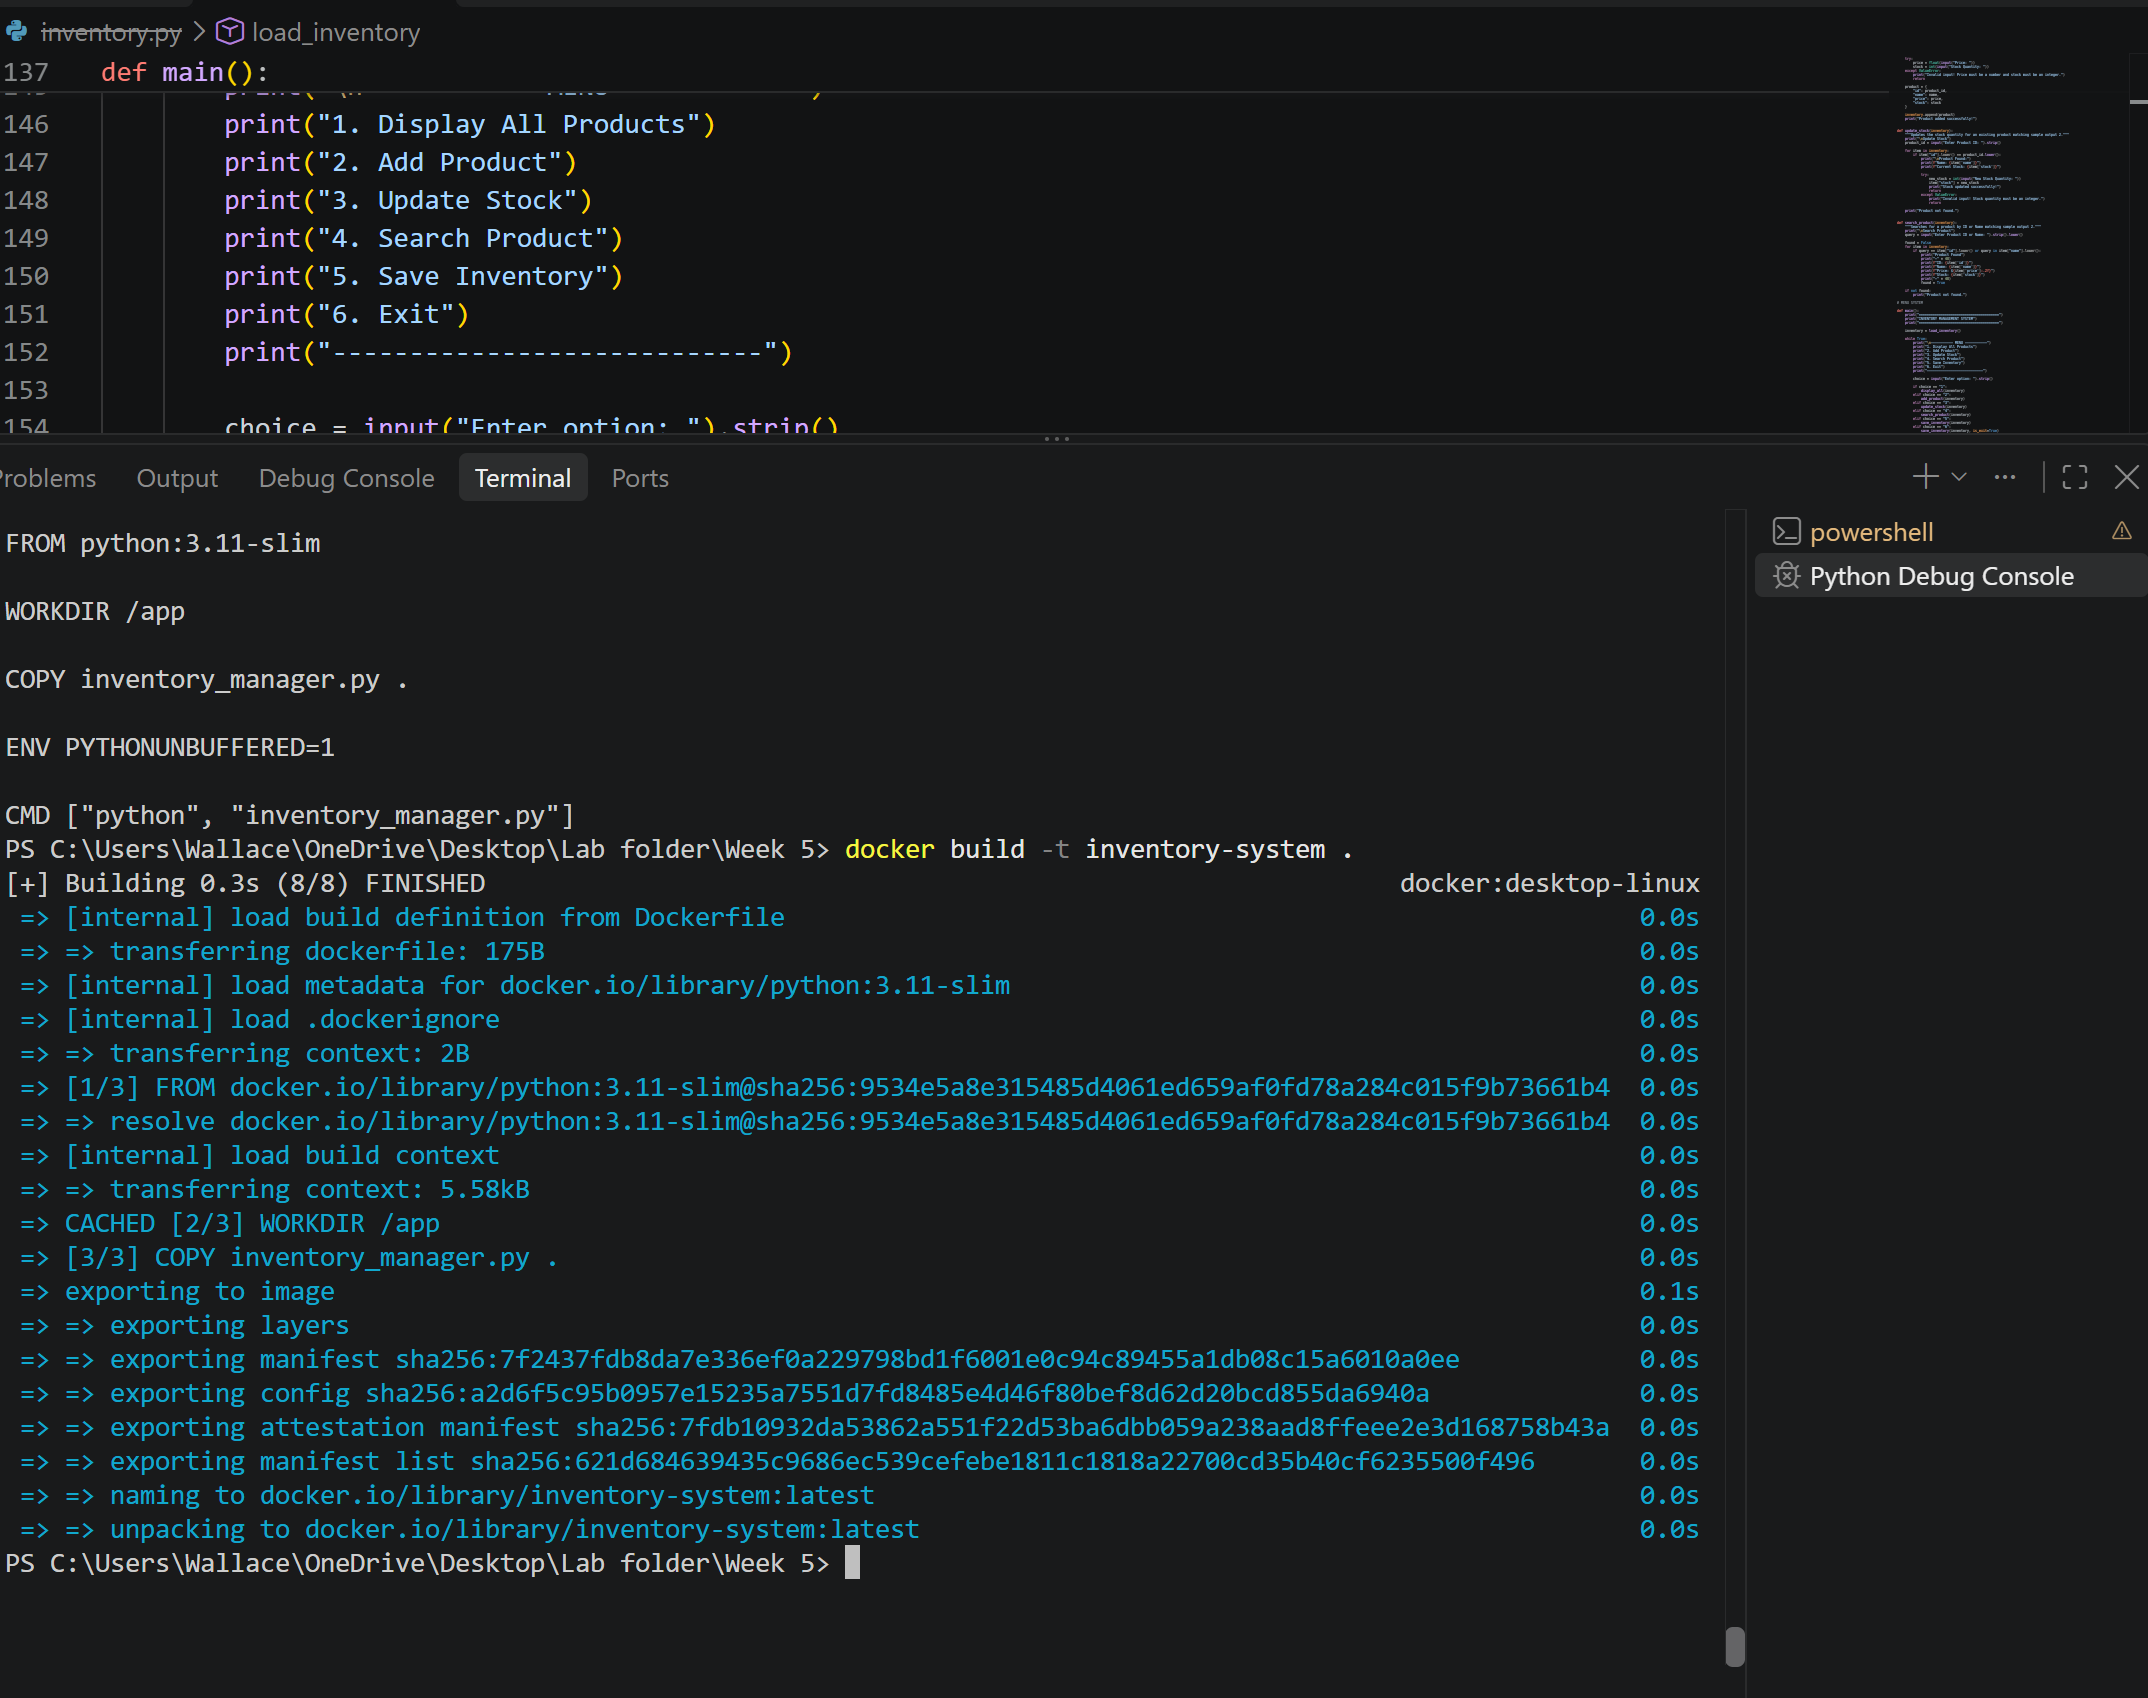 inventory.py > load_inventory
137 def main():
146 print("1. Display All Products")
147 print("2. Add Product")
148 print("3. Update Stock")
149 print("4. Search Product")
150 print("5. Save Inventory")
151 print("6. Exit")
152 print("----------------------------")
153
154 choice = input("Enter option: ").strip()
Problems Output Debug Console Terminal Ports
powershell
Python Debug Console
FROM python:3.11-slim
WORKDIR /app
COPY inventory_manager.py .
ENV PYTHONUNBUFFERED=1
CMD ["python", "inventory_manager.py"]
PS C:\Users\Wallace\OneDrive\Desktop\Lab folder\Week 5> docker build -t inventory-system .
[+] Building 0.3s (8/8) FINISHED docker:desktop-linux
=> [internal] load build definition from Dockerfile 0.0s
=> => transferring dockerfile: 175B 0.0s
=> [internal] load metadata for docker.io/library/python:3.11-slim 0.0s
=> [internal] load .dockerignore 0.0s
=> => transferring context: 2B 0.0s
=> [1/3] FROM docker.io/library/python:3.11-slim@sha256:9534e5a8e315485d4061ed659af0fd78a284c015f9b73661b4 0.0s
=> => resolve docker.io/library/python:3.11-slim@sha256:9534e5a8e315485d4061ed659af0fd78a284c015f9b73661b4 0.0s
=> [internal] load build context 0.0s
=> => transferring context: 5.58kB 0.0s
=> CACHED [2/3] WORKDIR /app 0.0s
=> [3/3] COPY inventory_manager.py . 0.0s
=> exporting to image 0.1s
=> => exporting layers 0.0s
=> => exporting manifest sha256:7f2437fdb8da7e336ef0a229798bd1f6001e0c94c89455a1db08c15a6010a0ee 0.0s
=> => exporting config sha256:a2d6f5c95b0957e15235a7551d7fd8485e4d46f80bef8d62d20bcd855da6940a 0.0s
=> => exporting attestation manifest sha256:7fdb10932da53862a551f22d53ba6dbb059a238aad8ffeee2e3d168758b43a 0.0s
=> => exporting manifest list sha256:621d684639435c9686ec539cefebe1811c1818a22700cd35b40cf6235500f496 0.0s
=> => naming to docker.io/library/inventory-system:latest 0.0s
=> => unpacking to docker.io/library/inventory-system:latest 0.0s
PS C:\Users\Wallace\OneDrive\Desktop\Lab folder\Week 5>